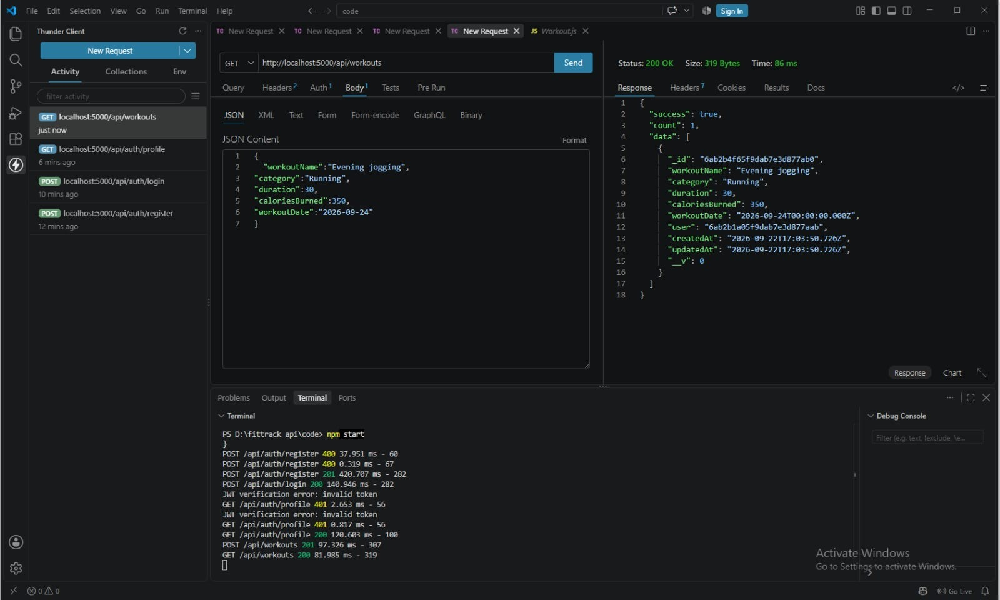 File Edit Selection View Go Run Terminal Help
code
Sign In
Thunder Client
New Request
Activity Collections Env
filter activity
GET localhost:5000/api/workouts
just now
GET localhost:5000/api/auth/profile
6 mins ago
POST localhost:5000/api/auth/login
10 mins ago
POST localhost:5000/api/auth/register
12 mins ago
TC New Request TC New Request TC New Request TC New Request JS Workout.js
GET http://localhost:5000/api/workouts Send
Query Headers 2 Auth 1 Body 1 Tests Pre Run
JSON XML Text Form Form-encode GraphQL Binary
JSON Content Format
1 {
2 "workoutName":"Evening jogging",
3 "category":"Running",
4 "duration":30,
5 "caloriesBurned":350,
6 "workoutDate":"2026-09-24"
7 }
Status: 200 OK Size: 319 Bytes Time: 86 ms
Response Headers 7 Cookies Results Docs </>
1 {
2 "success": true,
3 "count": 1,
4 "data": [
5 {
6 "_id": "6ab2b4f65f9dab7e3d877ab0",
7 "workoutName": "Evening jogging",
8 "category": "Running",
9 "duration": 30,
10 "caloriesBurned": 350,
11 "workoutDate": "2026-09-24T00:00:00.000Z",
12 "user": "6ab2b1a05f9dab7e3d877aab",
13 "createdAt": "2026-09-22T17:03:50.726Z",
14 "updatedAt": "2026-09-22T17:03:50.726Z",
15 "__v": 0
16 }
17 ]
18 }
Response Chart
Problems Output Terminal Ports
Terminal
PS D:\fittrack api\code> npm start
}
POST /api/auth/register 400 37.951 ms - 60
POST /api/auth/register 400 0.319 ms - 67
POST /api/auth/register 201 420.707 ms - 282
POST /api/auth/login 200 140.946 ms - 282
JWT verification error: invalid token
GET /api/auth/profile 401 2.653 ms - 56
JWT verification error: invalid token
GET /api/auth/profile 401 0.817 ms - 56
GET /api/auth/profile 200 120.603 ms - 100
POST /api/workouts 201 97.326 ms - 307
GET /api/workouts 200 81.985 ms - 319
Debug Console
Filter (e.g. text, !exclude, \e...
Activate Windows
Go to Settings to activate Windows.
0 0
Go Live